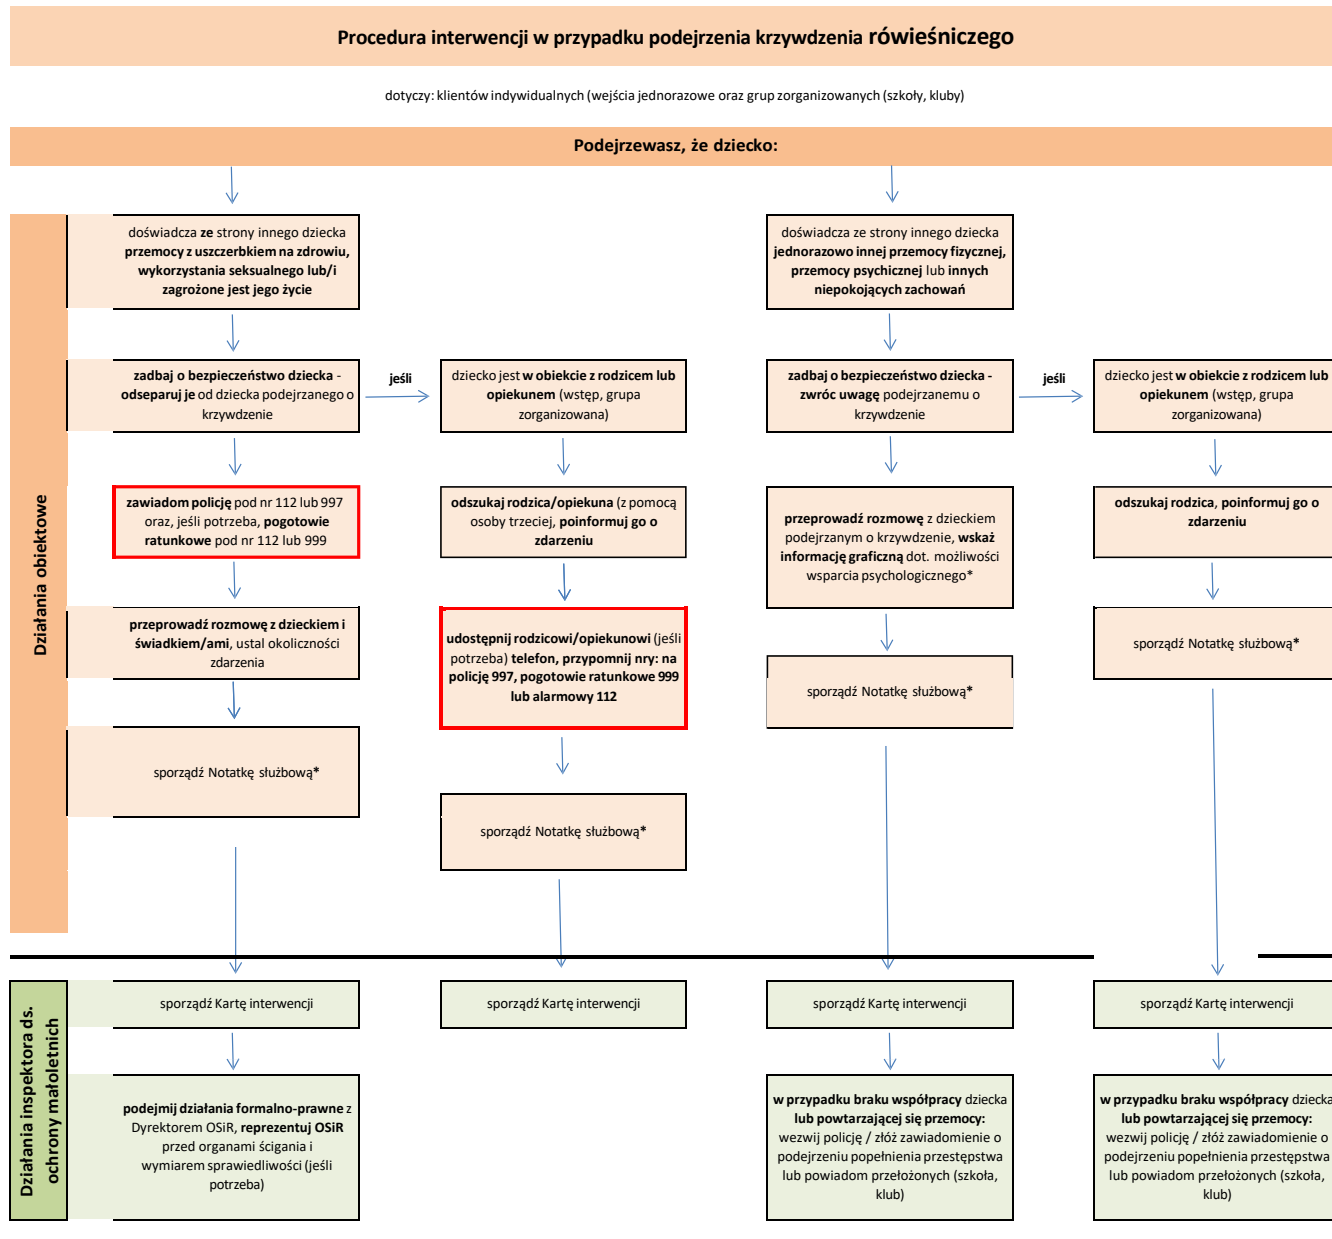 Procedura interwencji w przypadku podejrzenia krzywdzenia rówieśniczego
dotyczy: klientów indywidualnych (wejścia jednorazowe oraz grup zorganizowanych (szkoły, kluby)
Podejrzewasz, że dziecko:
Działania obiektowe
doświadcza ze strony innego dziecka
przemocy z uszczerbkiem na zdrowiu,
wykorzystania seksualnego lub/i
zagrożone jest jego życie
zadbaj o bezpieczeństwo dziecka -
odseparuj je od dziecka podejrzanego o
krzywdzenie
jeśli
dziecko jest w obiekcie z rodzicem lub
opiekunem (wstęp, grupa
zorganizowana)
zawiadom policję pod nr 112 lub 997
oraz, jeśli potrzeba, pogotowie
ratunkowe pod nr 112 lub 999
odszukaj rodzica/opiekuna (z pomocą
osoby trzeciej, poinformuj go o
zdarzeniu
przeprowadź rozmowę z dzieckiem i
świadkiem/ami, ustal okoliczności
zdarzenia
udostępnij rodzicowi/opiekunowi (jeśli
potrzeba) telefon, przypomnij nry: na
policję 997, pogotowie ratunkowe 999
lub alarmowy 112
sporządź Notatkę służbową*
sporządź Notatkę służbową*
doświadcza ze strony innego dziecka
jednorazowo innej przemocy fizycznej,
przemocy psychicznej lub innych
niepokojących zachowań
zadbaj o bezpieczeństwo dziecka -
zwróc uwagę podejrzanemu o
krzywdzenie
jeśli
dziecko jest w obiekcie z rodzicem lub
opiekunem (wstęp, grupa
zorganizowana)
przeprowadź rozmowę z dzieckiem
podejrzanym o krzywdzenie, wskaż
informację graficzną dot. możliwości
wsparcia psychologicznego*
odszukaj rodzica, poinformuj go o
zdarzeniu
sporządź Notatkę służbową*
sporządź Notatkę służbową*
Działania inspektora ds.
ochrony małoletnich
sporządź Kartę interwencji
sporządź Kartę interwencji
sporządź Kartę interwencji
sporządź Kartę interwencji
podejmij działania formalno-prawne z
Dyrektorem OSiR, reprezentuj OSiR
przed organami ścigania i
wymiarem sprawiedliwości (jeśli
potrzeba)
w przypadku braku współpracy dziecka
lub powtarzającej się przemocy:
wezwij policję / złóż zawiadomienie o
podejrzeniu popełnienia przestępstwa
lub powiadom przełożonych (szkoła,
klub)
w przypadku braku współpracy dziecka
lub powtarzającej się przemocy:
wezwij policję / złóż zawiadomienie o
podejrzeniu popełnienia przestępstwa
lub powiadom przełożonych (szkoła,
klub)